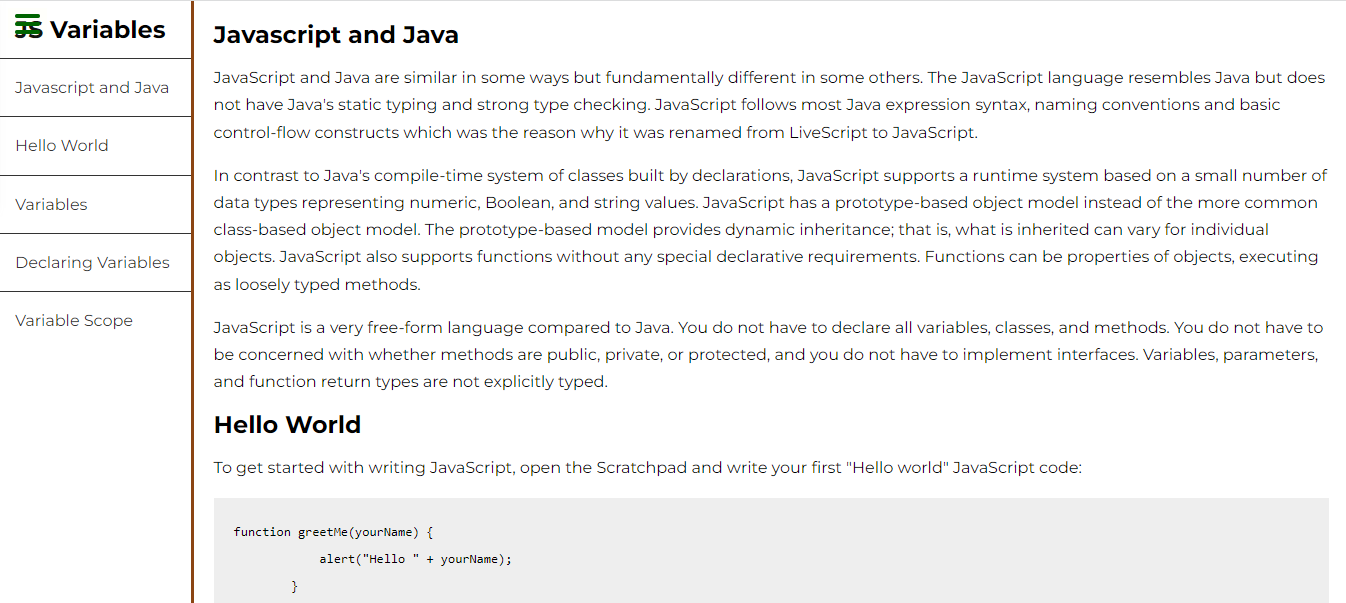 JS Variables
Javascript and Java
Hello World
Variables
Declaring Variables
Variable Scope
Javascript and Java
JavaScript and Java are similar in some ways but fundamentally different in some others. The JavaScript language resembles Java but does
not have Java's static typing and strong type checking. JavaScript follows most Java expression syntax, naming conventions and basic
control-flow constructs which was the reason why it was renamed from LiveScript to JavaScript.
In contrast to Java's compile-time system of classes built by declarations, JavaScript supports a runtime system based on a small number of
data types representing numeric, Boolean, and string values. JavaScript has a prototype-based object model instead of the more common
class-based object model. The prototype-based model provides dynamic inheritance; that is, what is inherited can vary for individual
objects. JavaScript also supports functions without any special declarative requirements. Functions can be properties of objects, executing
as loosely typed methods.
JavaScript is a very free-form language compared to Java. You do not have to declare all variables, classes, and methods. You do not have to
be concerned with whether methods are public, private, or protected, and you do not have to implement interfaces. Variables, parameters,
and function return types are not explicitly typed.
Hello World
To get started with writing JavaScript, open the Scratchpad and write your first "Hello world" JavaScript code:
function greetMe(yourName) {
alert("Hello " + yourName);
}